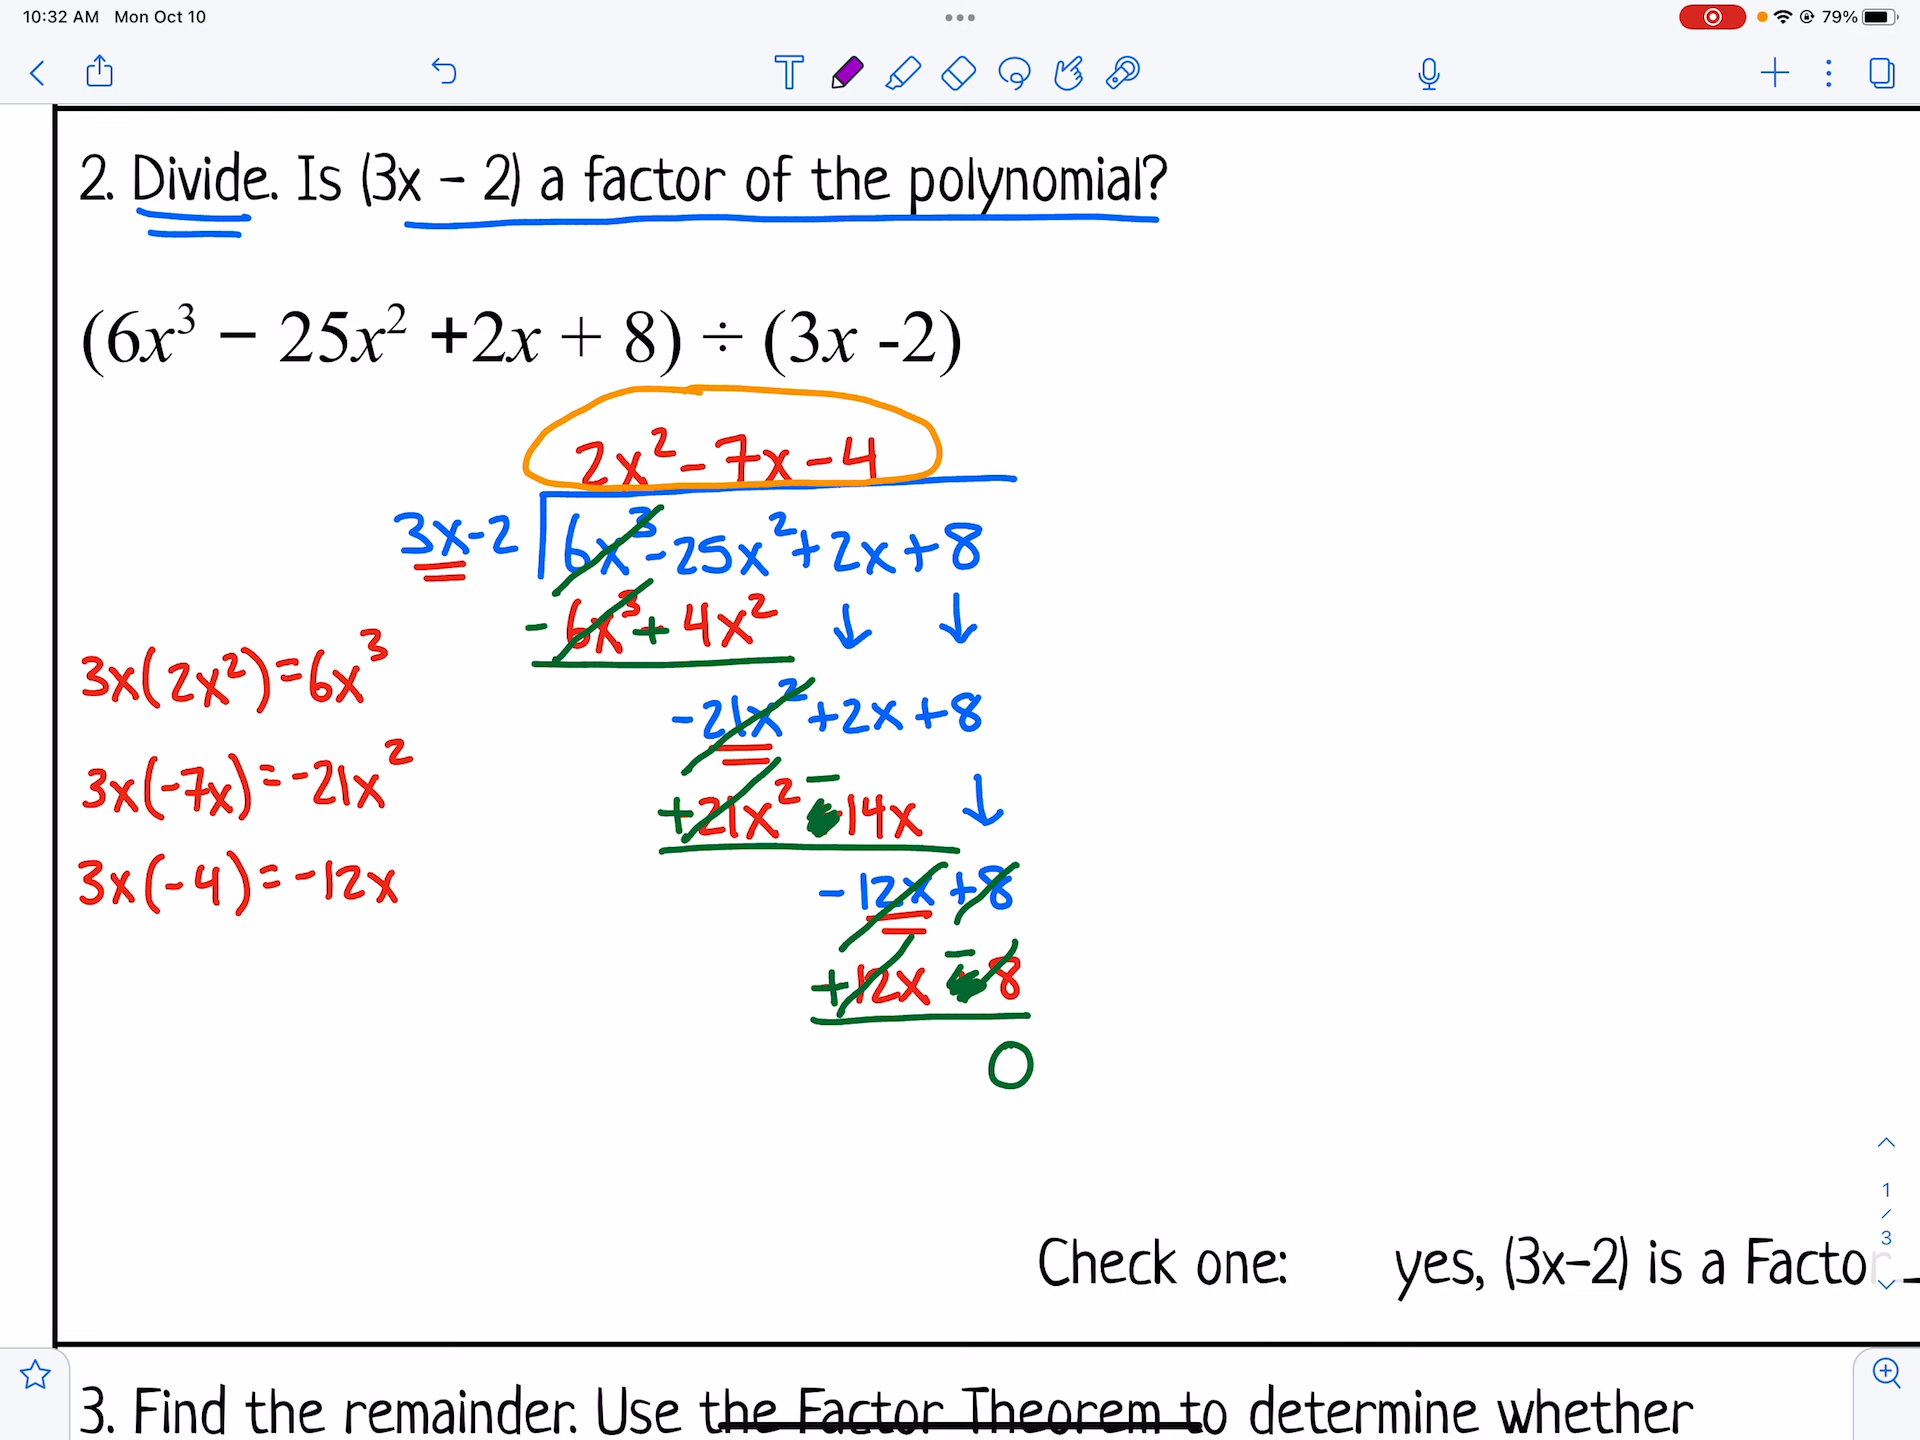 10:32 AM Mon Oct 10
79%
2. Divide. Is (3x – 2) a factor of the polynomial?
(6x³ − 25x² +2x + 8) ÷ (3x -2)
2x² - 7x - 4
3x-2 6x³ - 25x² + 2x + 8
- 6x³ + 4x²
3x(2x²) = 6x³
-21x² + 2x + 8
3x(-7x) = -21x²
+ 21x² - 14x
3x(-4) = -12x
- 12x + 8
+ 12x - 8
0
1
/
3
Check one: yes, (3x–2) is a Factor
3. Find the remainder. Use the Factor Theorem to determine whether